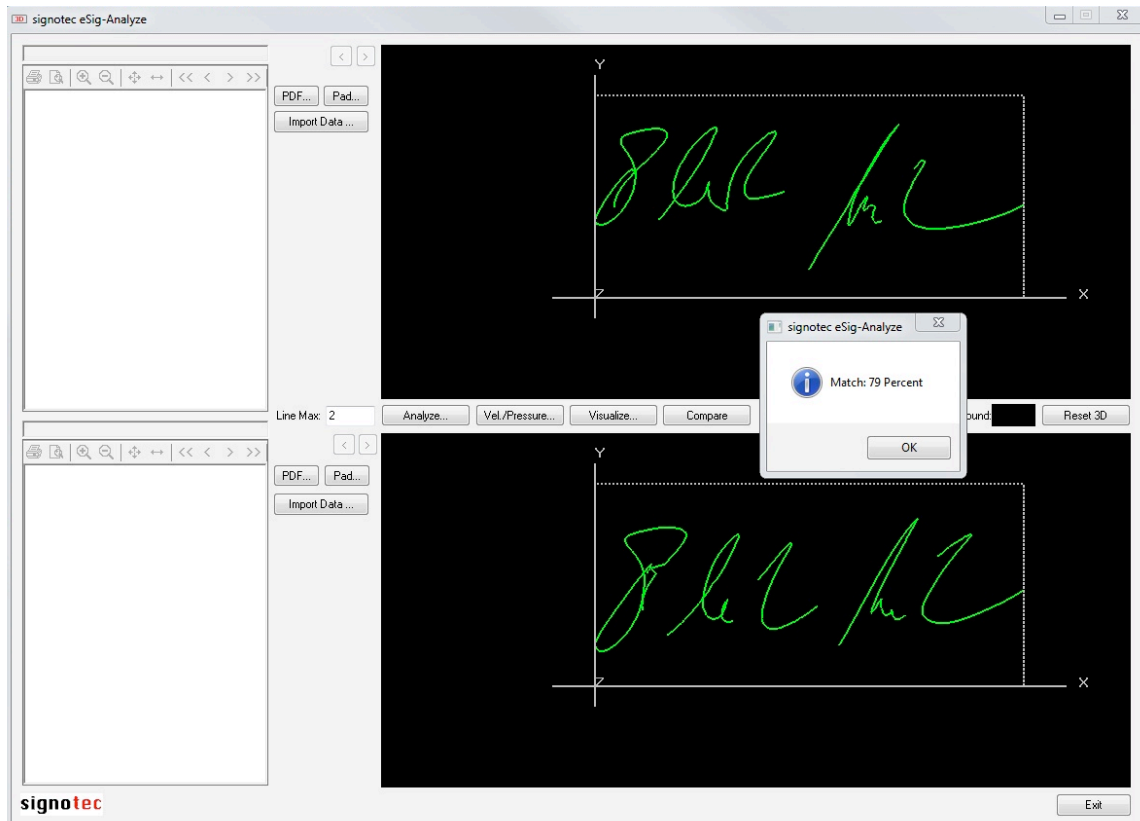 signotec eSig-Analyze
PDF... Pad...
Import Data ...
Y
Z
X
signotec eSig-Analyze
Match: 79 Percent
OK
Line Max: 2 Analyze... Vel./Pressure... Visualize... Compare ound: Reset 3D
PDF... Pad...
Import Data ...
Y
Z
X
signotec
Exit